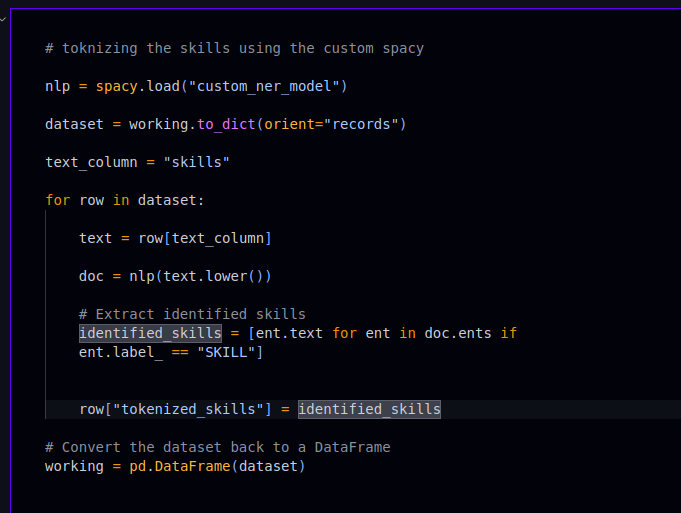 # toknizing the skills using the custom spacy
nlp = spacy.load("custom_ner_model")
dataset = working.to_dict(orient="records")
text_column = "skills"
for row in dataset:
text = row[text_column]
doc = nlp(text.lower())
# Extract identified skills
identified_skills = [ent.text for ent in doc.ents if
ent.label_ == "SKILL"]
row["tokenized_skills"] = identified_skills
# Convert the dataset back to a DataFrame
working = pd.DataFrame(dataset)